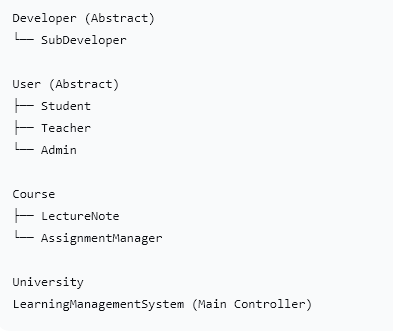 Developer (Abstract)
└── SubDeveloper
User (Abstract)
├── Student
├── Teacher
└── Admin
Course
├── LectureNote
└── AssignmentManager
University
LearningManagementSystem (Main Controller)